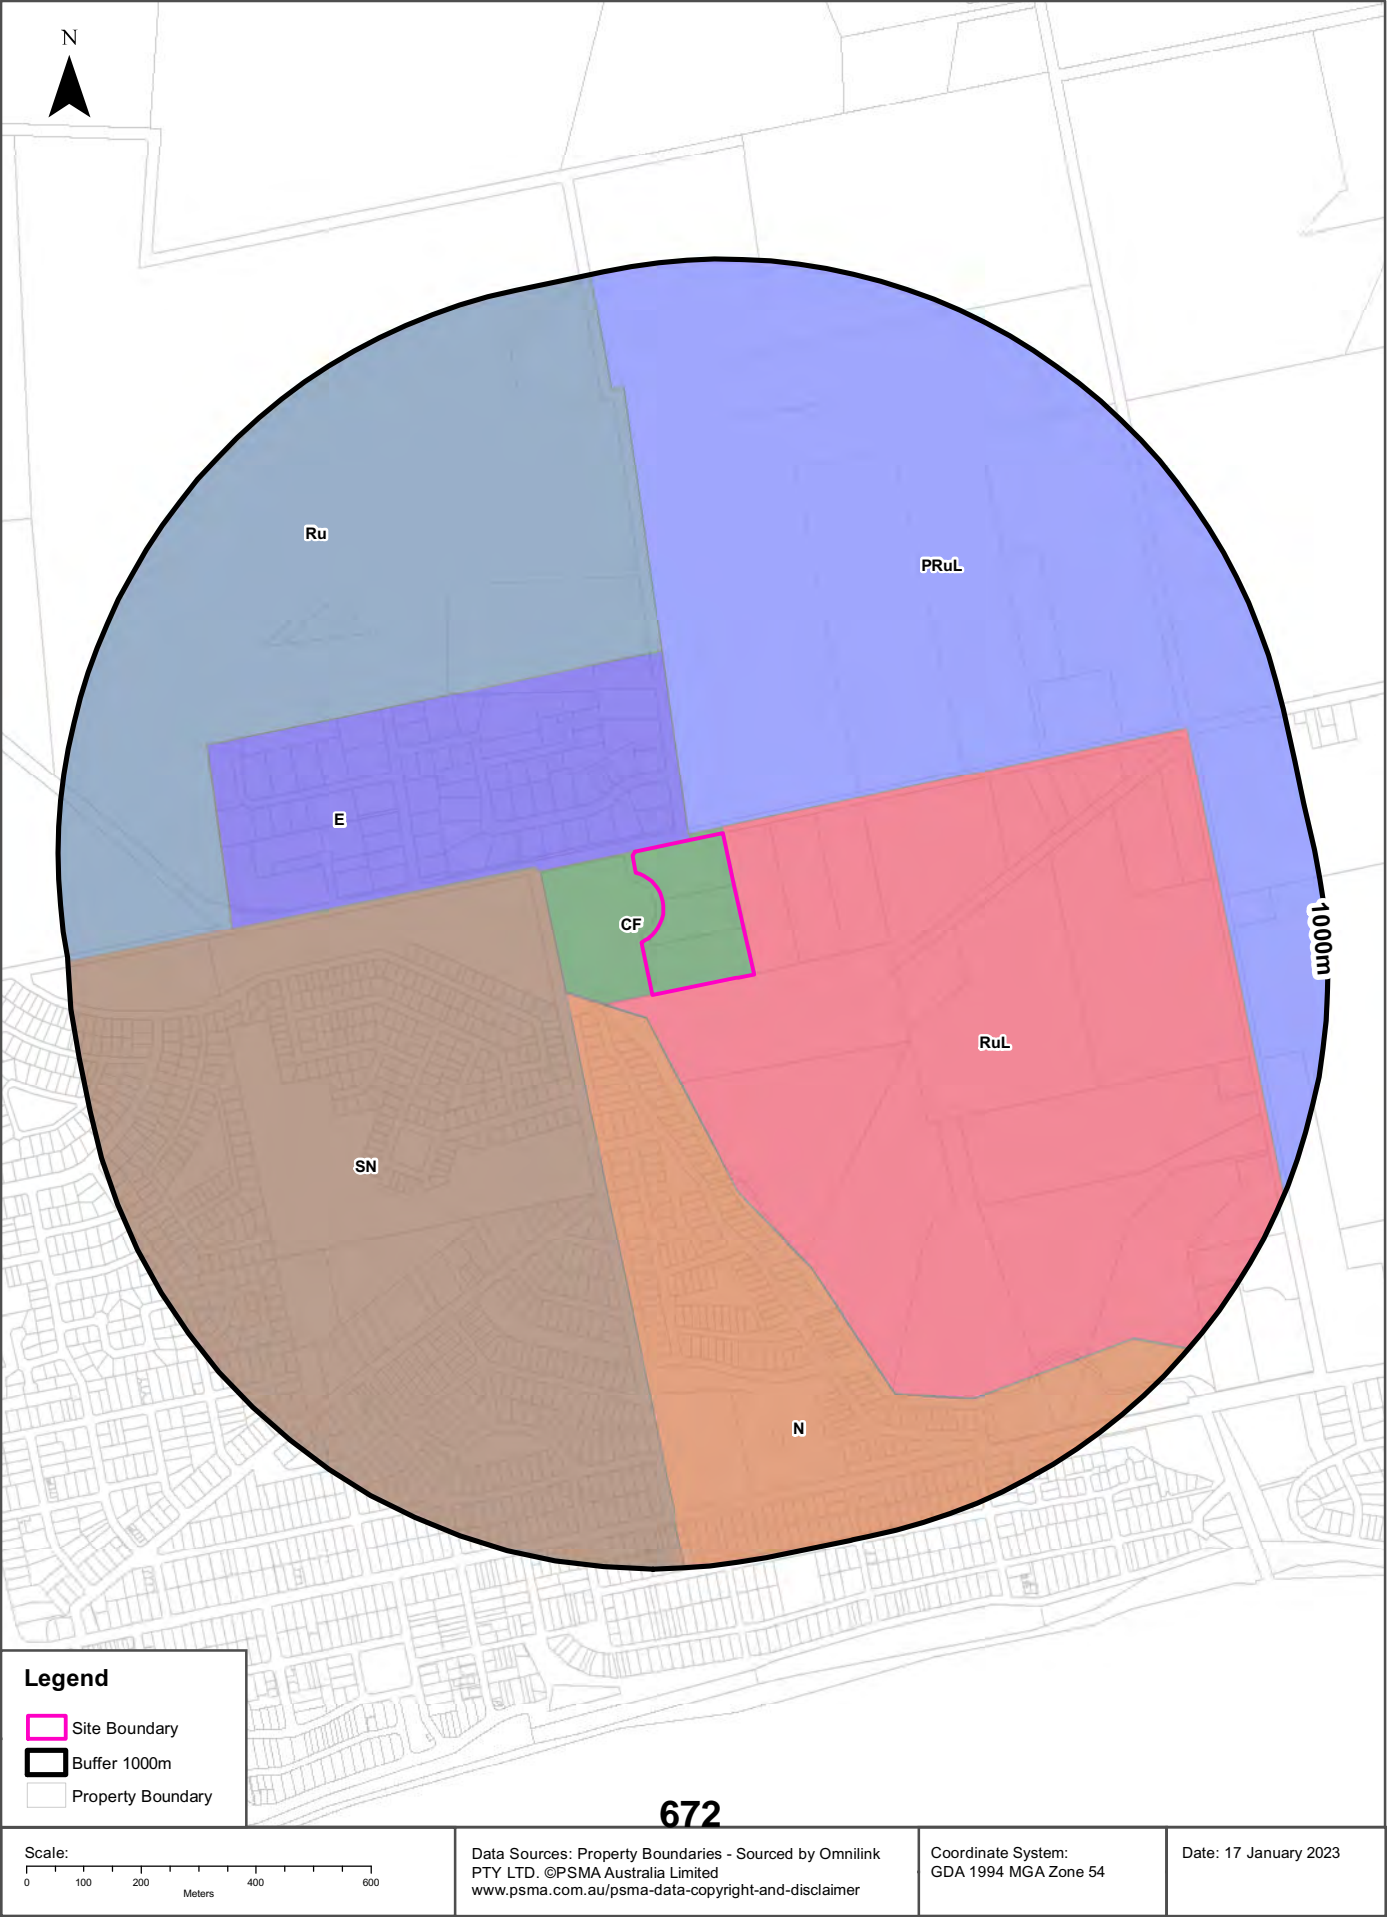 N
Ru
PRuL
E
CF
1000m
RuL
SN
N
Legend
Site Boundary
Buffer 1000m
Property Boundary
672
Scale:
0 100 200 400 600
Meters
Data Sources: Property Boundaries - Sourced by Omnilink
PTY LTD. ©PSMA Australia Limited
www.psma.com.au/psma-data-copyright-and-disclaimer
Coordinate System:
GDA 1994 MGA Zone 54
Date: 17 January 2023